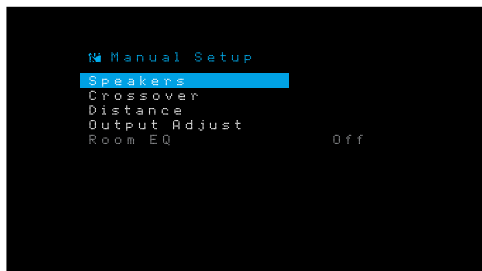 Manual Setup
Speakers
Crossover
Distance
Output Adjust
Room EQ Off